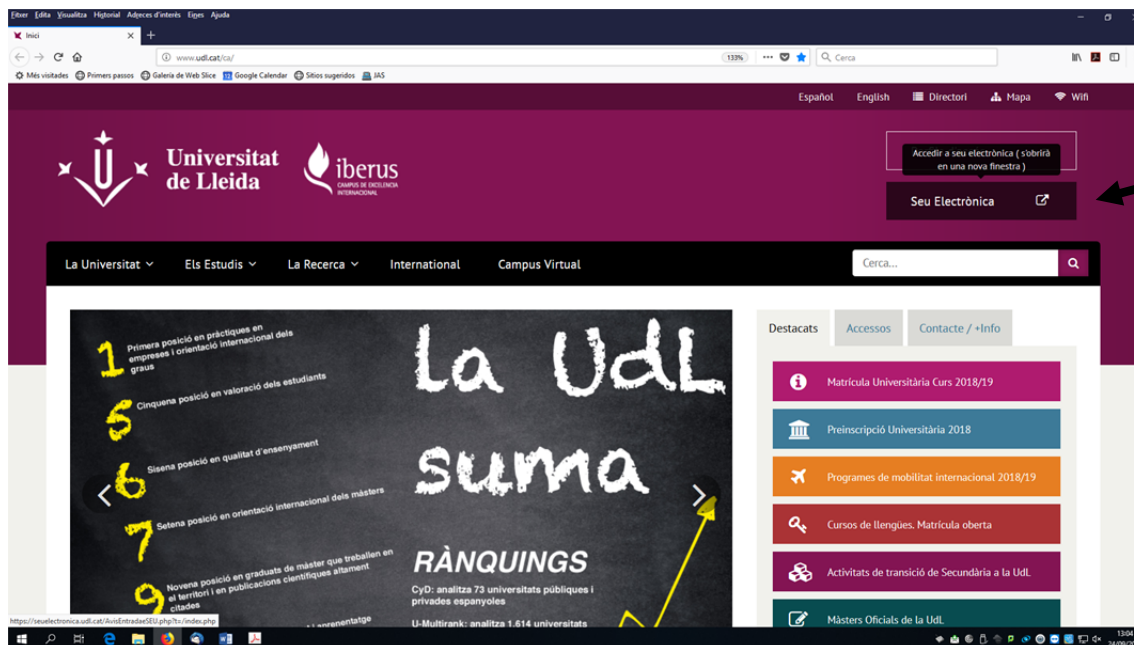 Fitxer Edita Visualitza Historial Adreces d'interès Eines Ajuda
Inici
www.udl.cat/ca/
133%
Cerca
Més visitades Primers passos Galería de Web Slice Google Calendar Sitios sugeridos JAS
Español English Directori Mapa Wifi
Universitat
de Lleida
iberus
CAMPUS DE EXCELENCIA
INTERNACIONAL
Accedir a seu electrònica ( s'obrirà
en una nova finestra )
Seu Electrònica
La Universitat Els Estudis La Recerca International Campus Virtual
Cerca...
1 Primera posició en pràctiques en
empreses i orientació internacional dels
graus
5 Cinquena posició en valoració dels estudiants
6 Sisena posició en qualitat d'ensenyament
7 Setena posició en orientació internacional dels màsters
9 Novena posició en graduats de màster que treballen en
el territori i en publicacions científiques altament
citades
i aprenentatge
la UdL
suma
RÀNQUINGS
CyD: analitza 73 universitats públiques i
privades espanyoles
U-Multirank: analitza 1.614 universitats
Destacats Accessos Contacte / +Info
Matrícula Universitària Curs 2018/19
Preinscripció Universitària 2018
Programes de mobilitat internacional 2018/19
Cursos de llengües. Matrícula oberta
Activitats de transició de Secundària a la UdL
Màsters Oficials de la UdL
https://seuelectronica.udl.cat/AvisEntradaeSEU.php?t=/index.php
13:04